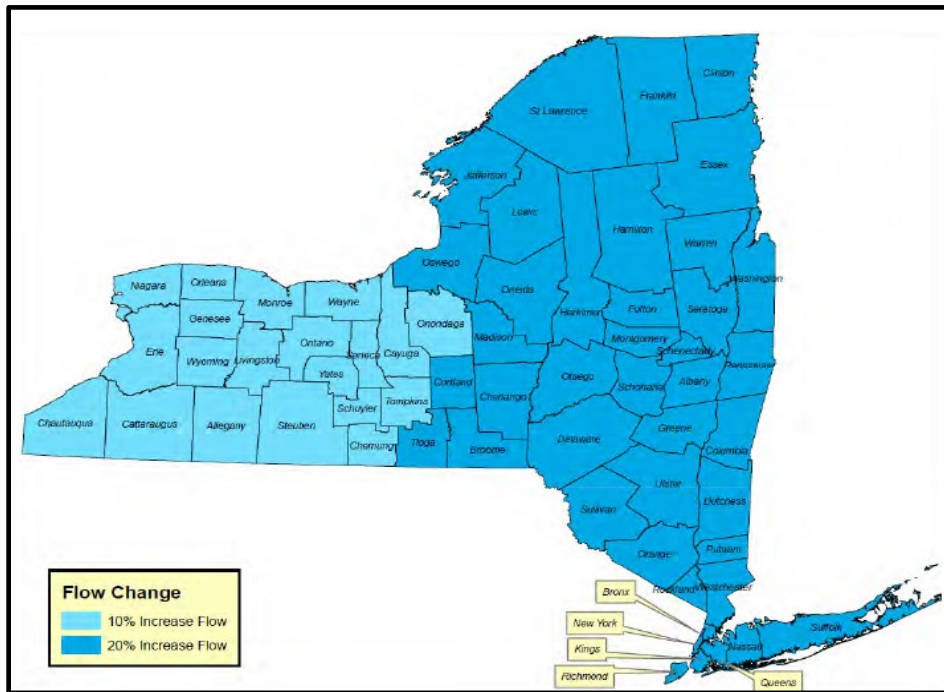 St Lawrence
Franklin
Clinton
Essex
Jefferson
Lewis
Hamilton
Warren
Washington
Oswego
Oneida
Herkimer
Fulton
Saratoga
Niagara
Orleans
Monroe
Wayne
Onondaga
Madison
Montgomery
Schenectady
Genesee
Ontario
Seneca
Cayuga
Erie
Wyoming
Livingston
Yates
Cortland
Chenango
Otsego
Schoharie
Albany
Rensselaer
Chautauqua
Cattaraugus
Allegany
Steuben
Schuyler
Tompkins
Chemung
Tioga
Broome
Delaware
Greene
Columbia
Ulster
Dutchess
Sullivan
Orange
Putnam
Rockland
Westchester
Bronx
New York
Kings
Richmond
Queens
Nassau
Suffolk
Flow Change
10% Increase Flow
20% Increase Flow